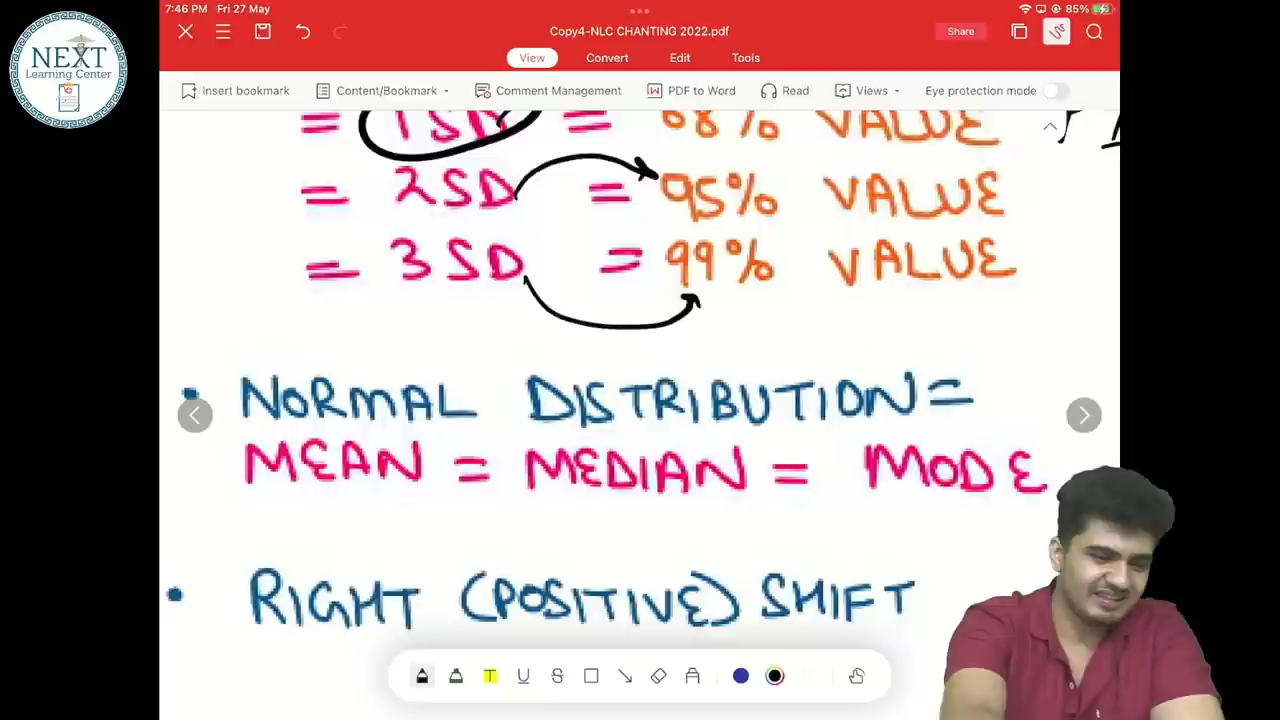 7:46 PM Fri 27 May
85%
Copy4-NLC CHANTING 2022.pdf
Share
View Convert Edit Tools
Insert bookmark Content/Bookmark Comment Management PDF to Word Read Views Eye protection mode
NEXT
Learning Center
= 1SD = 68% VALUE
= 2SD = 95% VALUE
= 3SD = 99% VALUE
• NORMAL DISTRIBUTION =
MEAN = MEDIAN = MODE
• RIGHT (POSITIVE) SHIFT